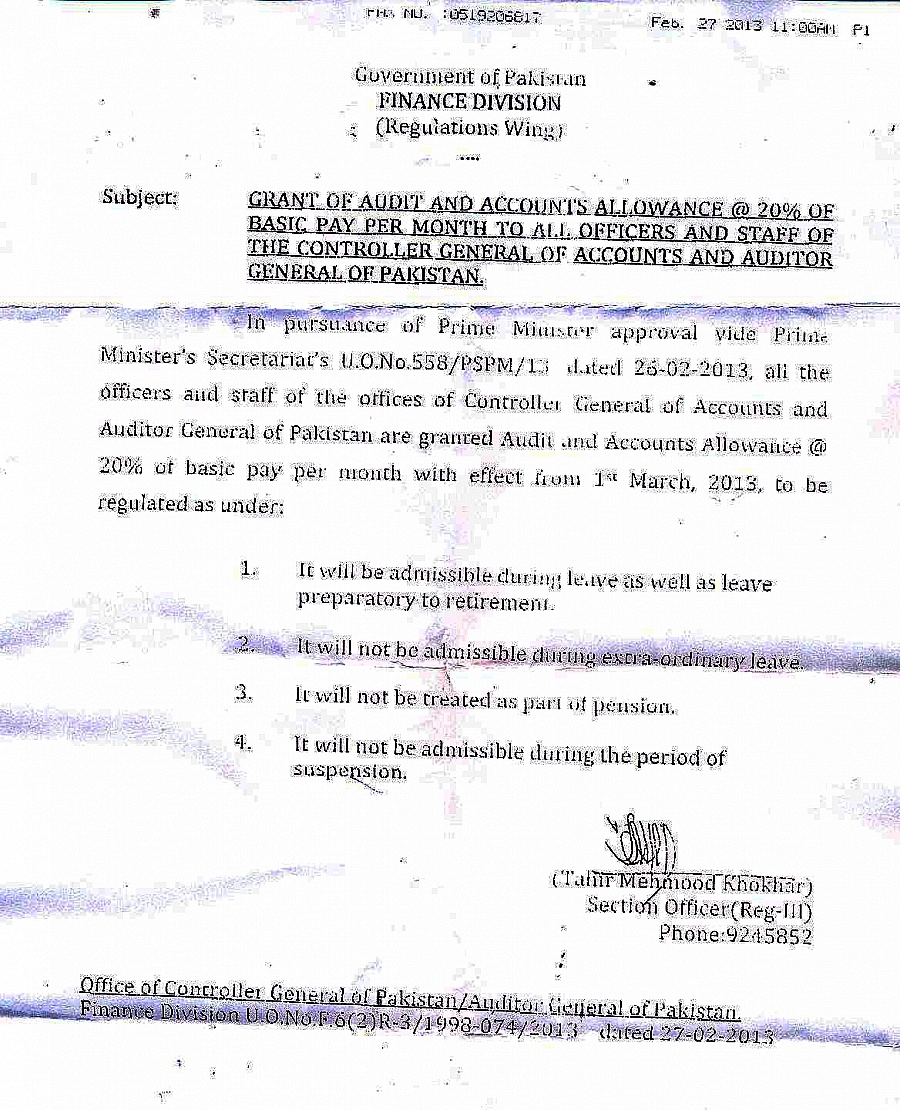 FHX NU. :0519206817 Feb. 27 2013 11:00AM P1
Government of Pakistan
FINANCE DIVISION
(Regulations Wing)
....
Subject: GRANT OF AUDIT AND ACCOUNTS ALLOWANCE @ 20% OF
BASIC PAY PER MONTH TO ALL OFFICERS AND STAFF OF
THE CONTROLLER GENERAL OF ACCOUNTS AND AUDITOR
GENERAL OF PAKISTAN.
In pursuance of Prime Minister approval vide Prime
Minister's Secretariat's U.O.No.558/PSPM/13 dated 26-02-2013, all the
officers and staff of the offices of Controller General of Accounts and
Auditor General of Pakistan are granted Audit and Accounts Allowance @
20% of basic pay per month with effect from 1st March, 2013, to be
regulated as under:
1. It will be admissible during leave as well as leave
preparatory to retirement.
2. It will not be admissible during extra-ordinary leave.
3. It will not be treated as part of pension.
4. It will not be admissible during the period of
suspension.
(Tahir Mehmood Khokhar)
Section Officer(Reg-III)
Phone:9245852
Office of Controller General of Pakistan/Auditor General of Pakistan.
Finance Division U.O.No.F.6(2)R-3/1998-074/2013 dated 27-02-2013